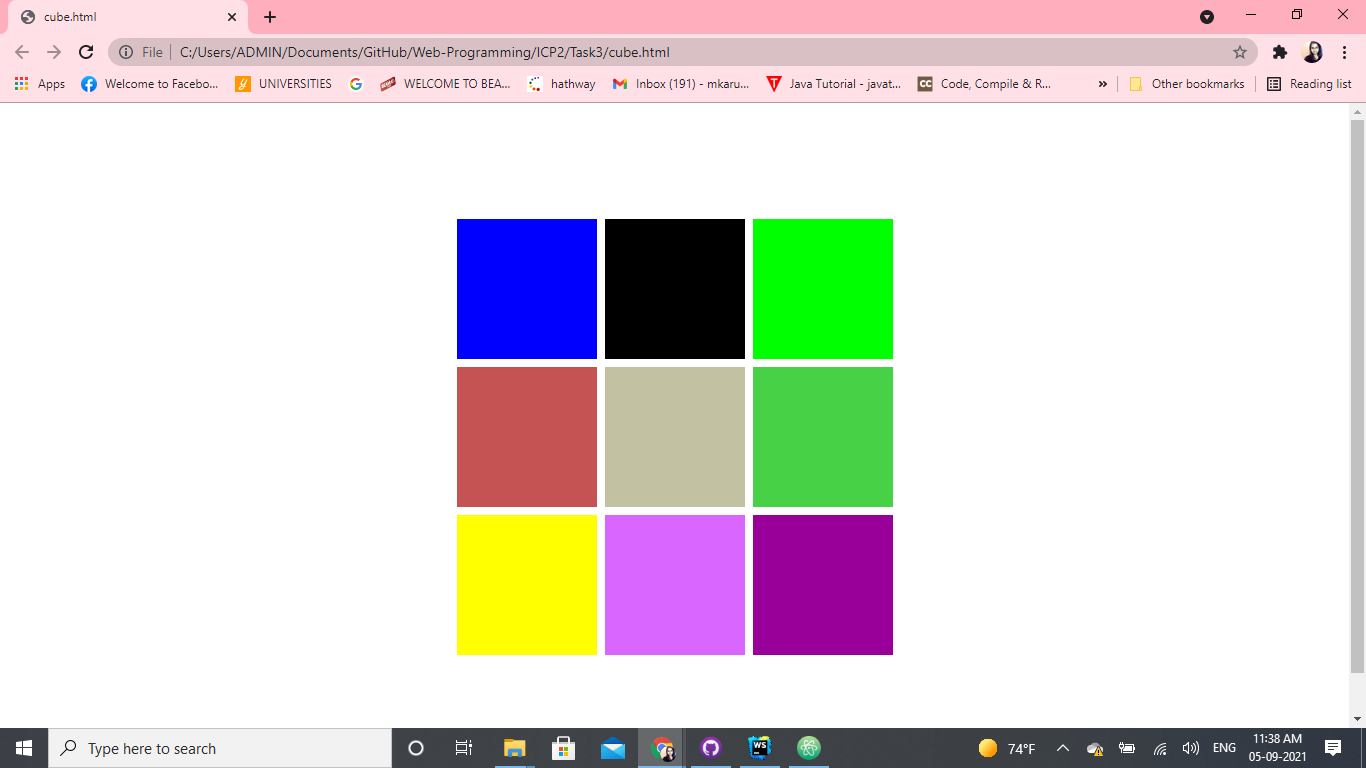 cube.html
File C:/Users/ADMIN/Documents/GitHub/Web-Programming/ICP2/Task3/cube.html
Apps Welcome to Facebo... UNIVERSITIES WELCOME TO BEA... hathway Inbox (191) - mkaru... Java Tutorial - javat... CC Code, Compile & R... » Other bookmarks Reading list
Type here to search WS 74°F ENG 11:38 AM
05-09-2021